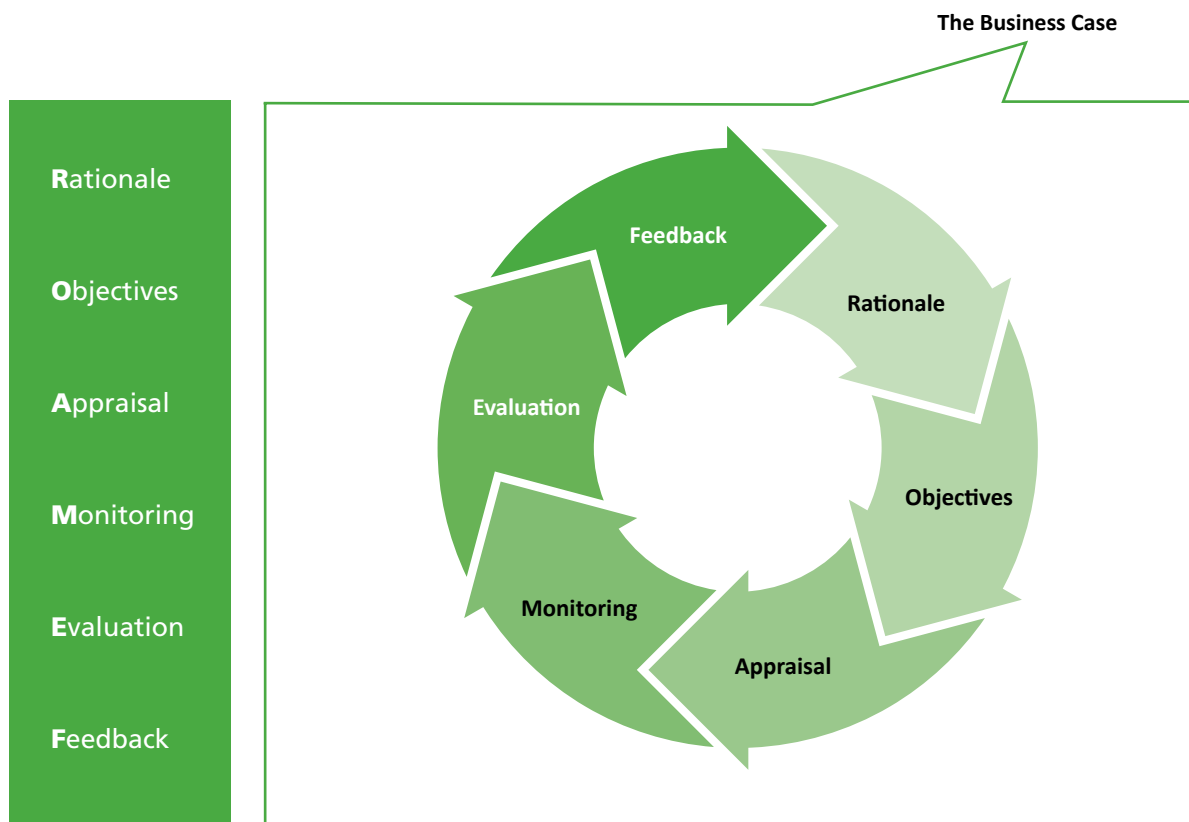 The Business Case
Rationale
Objectives
Appraisal
Monitoring
Evaluation
Feedback
Feedback
Rationale
Objectives
Appraisal
Monitoring
Evaluation